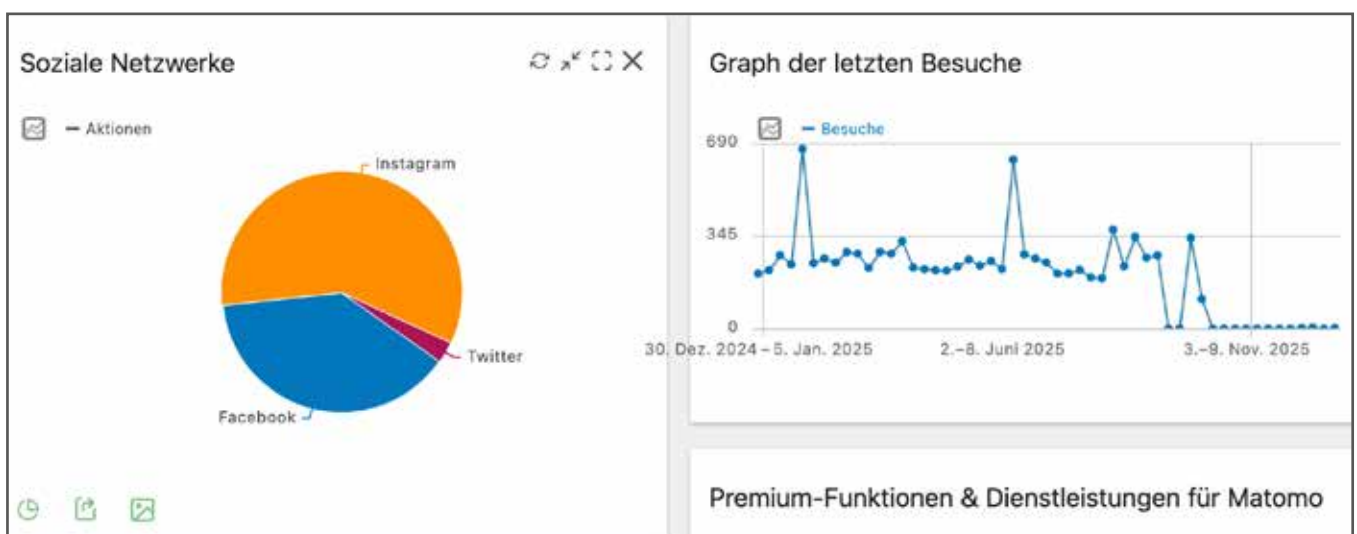 Soziale Netzwerke
Aktionen
Instagram
Twitter
Facebook
Graph der letzten Besuche
Besuche
690
345
0
30. Dez. 2024 – 5. Jan. 2025
2.–8. Juni 2025
3.–9. Nov. 2025
Premium-Funktionen & Dienstleistungen für Matomo